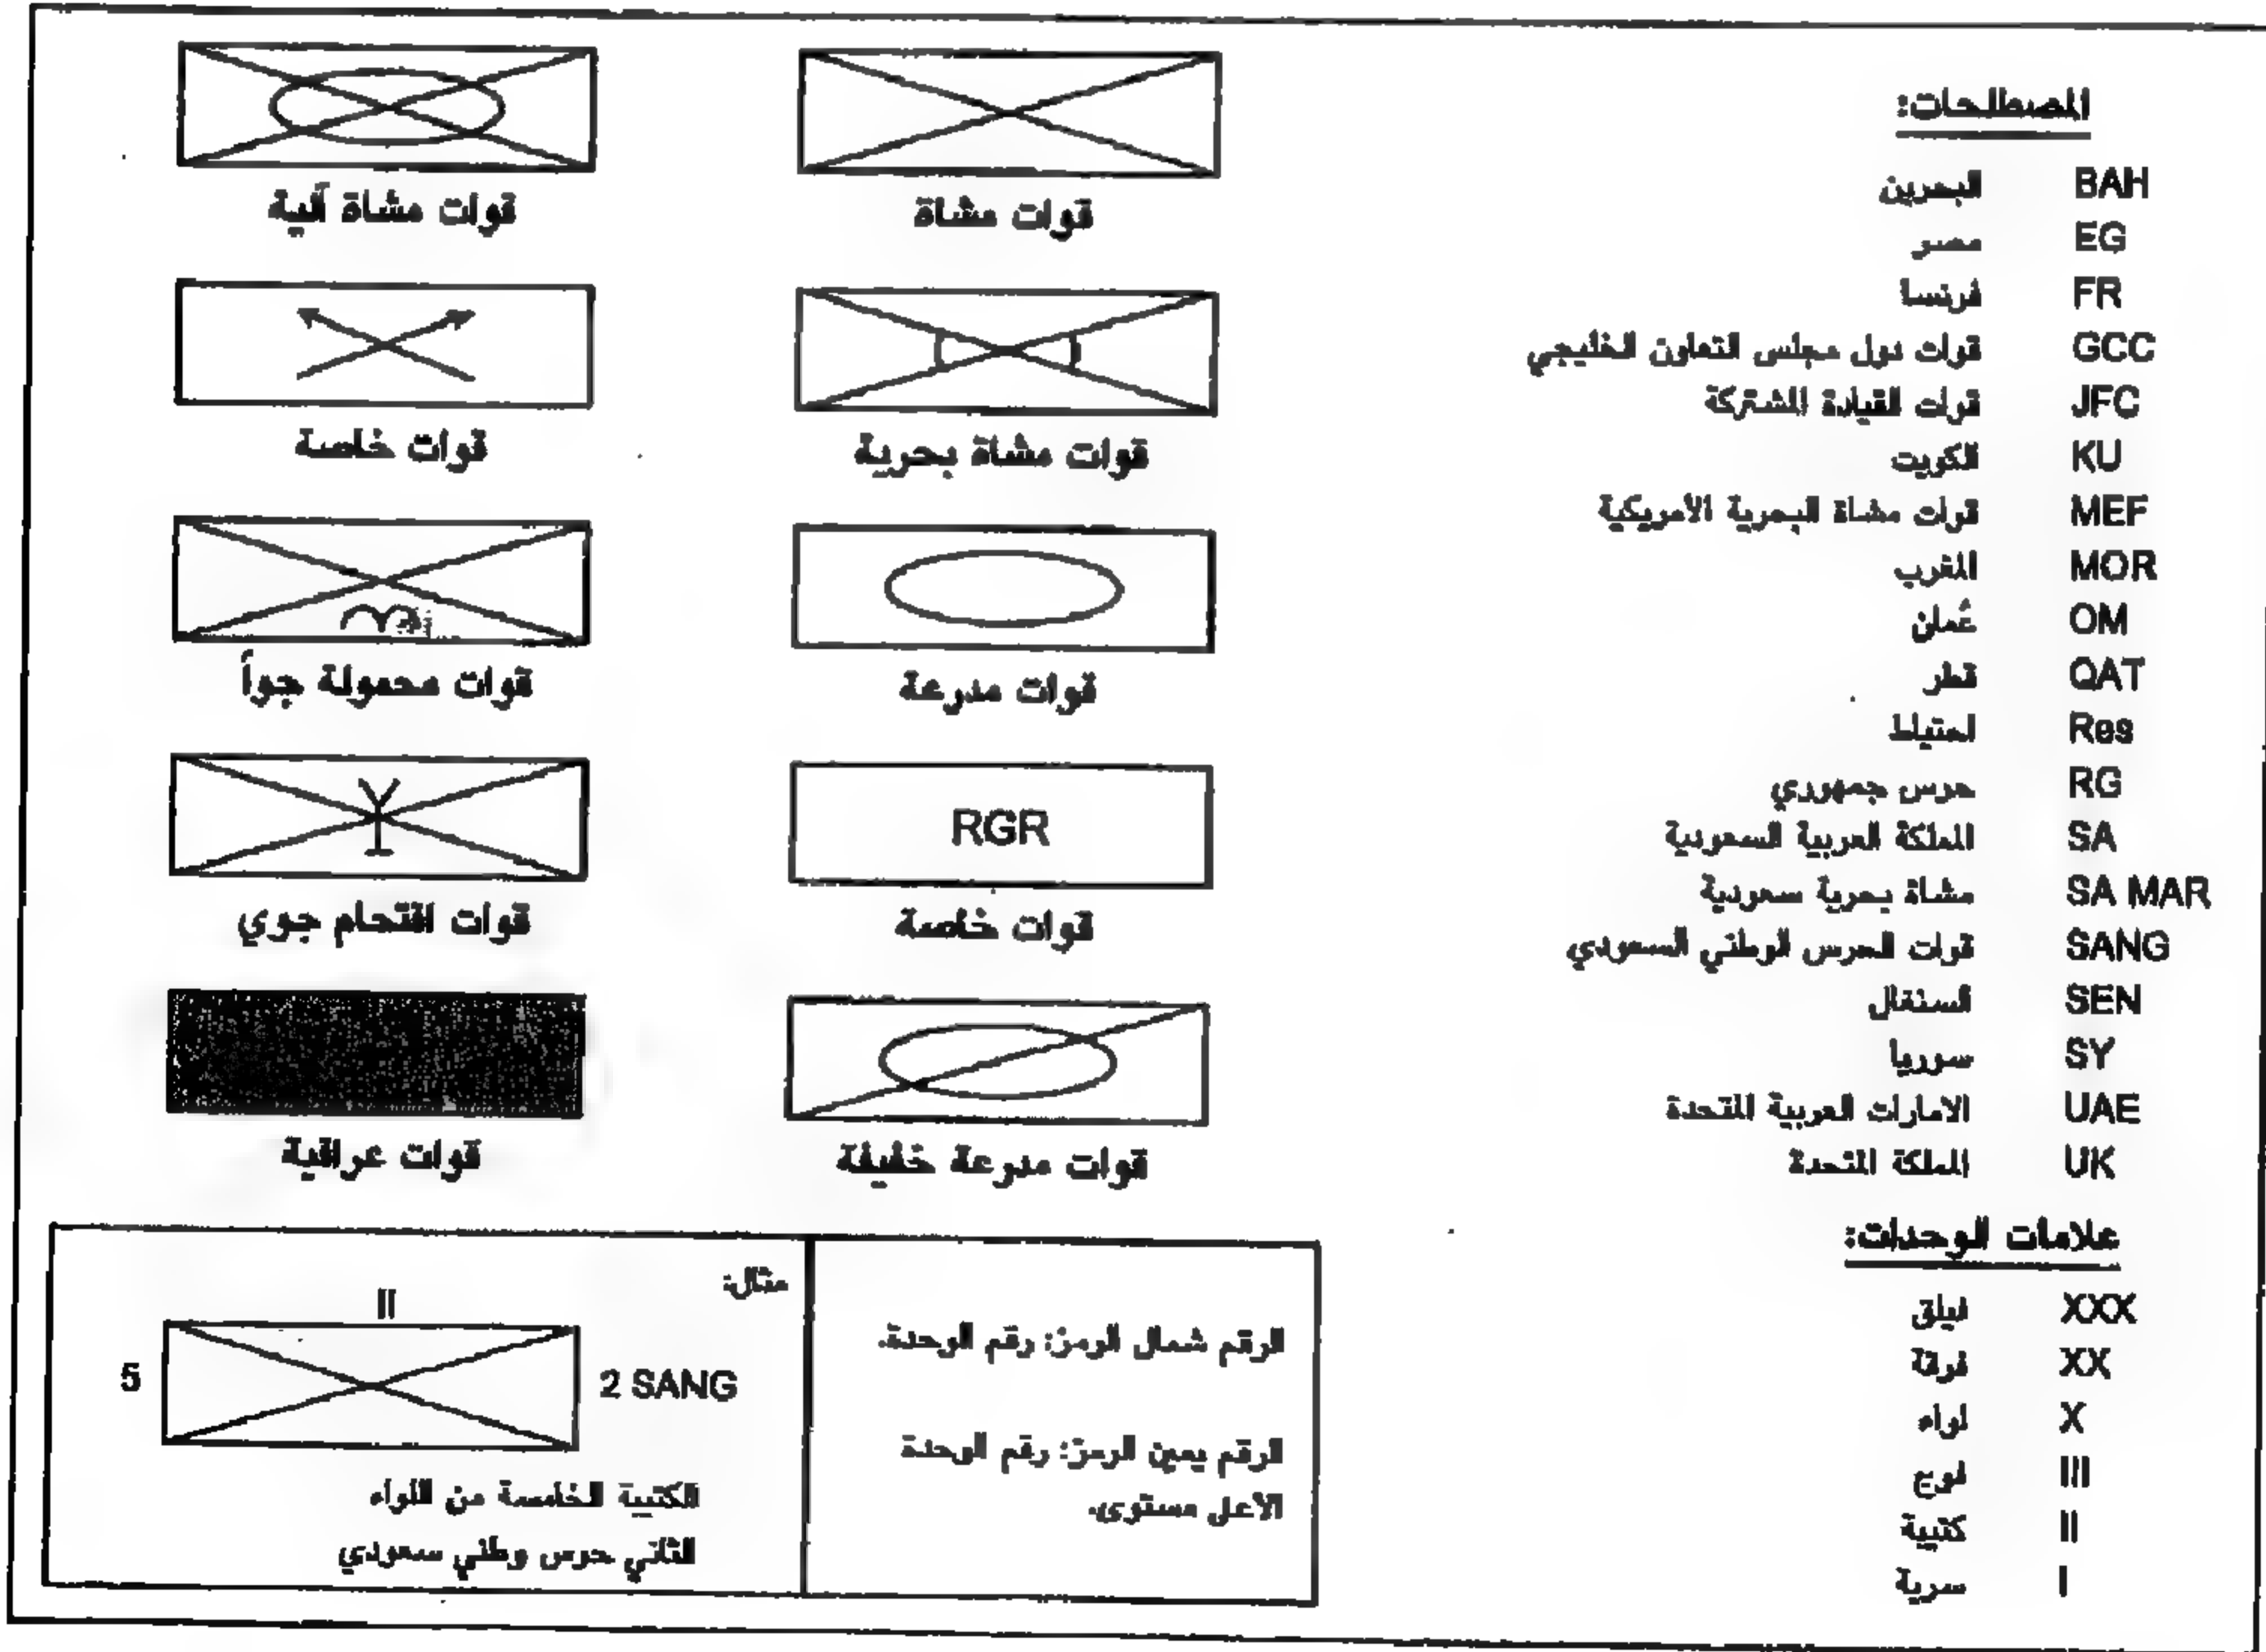 المصطلحات:
BAH البحرين
EG مصر
FR فرنسا
GCC قوات دول مجلس التعاون الخليجي
JFC قوات القيادة المشتركة
KU الكويت
MEF قوات مشاة البحرية الأمريكية
MOR المغرب
OM عُمان
QAT قطر
Res احتياط
RG حرس جمهوري
SA المملكة العربية السعودية
SA MAR مشاة بحرية سعودية
SANG قوات الحرس الوطني السعودي
SEN السنغال
SY سوريا
UAE الامارات العربية المتحدة
UK المملكة المتحدة
علامات الوحدات:
XXX فيلق
XX فرقة
X لواء
III فوج
II كتيبة
I سرية
قوات مشاة
قوات مشاة آلية
قوات مشاة بحرية
قوات خاصة
قوات مدرعة
قوات محمولة جواً
RGR
قوات خاصة
قوات اقتحام جوي
قوات مدرعة خفيفة
قوات عراقية
الرقم شمال الرمز: رقم الوحدة.
الرقم يمين الرمز: رقم الوحدة
الأعلى مستوى.
مثال:
II
5 2 SANG
الكتيبة الخامسة من اللواء
الثاني حرس وطني سعودي